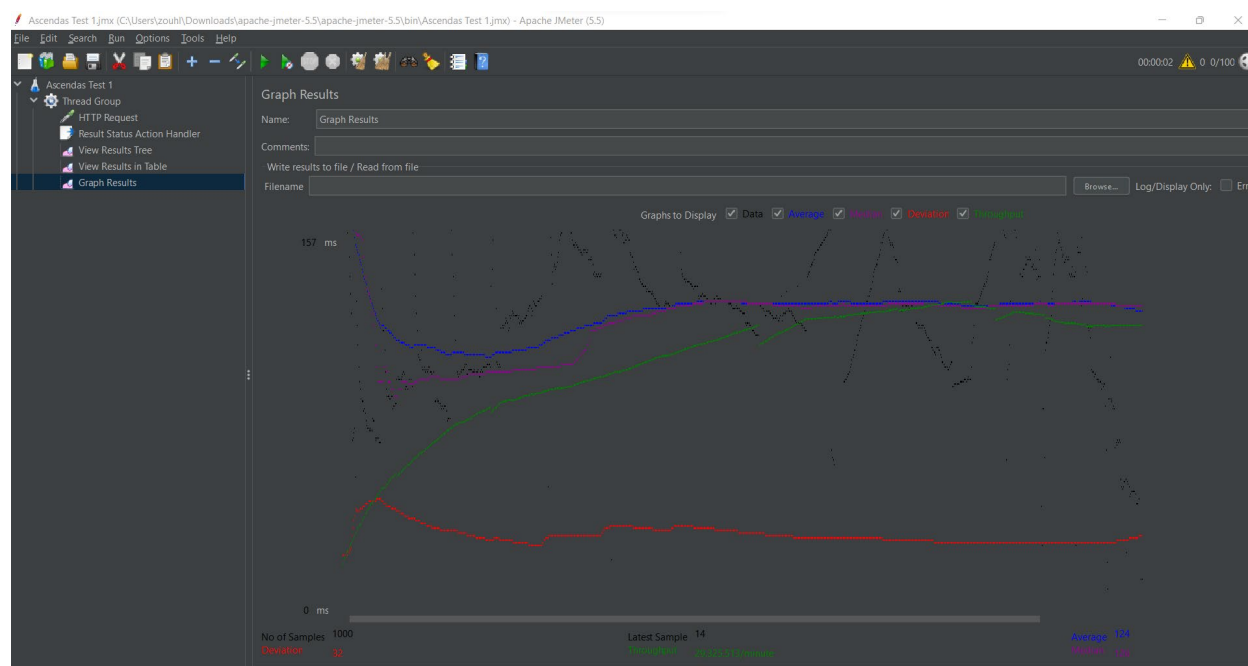 Ascendas Test 1.jmx (C:\Users\zouhl\Downloads\apache-jmeter-5.5\apache-jmeter-5.5\bin\Ascendas Test 1.jmx) - Apache JMeter (5.5)
File Edit Search Run Options Tools Help
00:00:02 0 0/100
Ascendas Test 1
Thread Group
HTTP Request
Result Status Action Handler
View Results Tree
View Results in Table
Graph Results
Graph Results
Name: Graph Results
Comments:
Write results to file / Read from file
Filename Browse... Log/Display Only: Err
Graphs to Display Data Average Median Deviation Throughput
157 ms
0 ms
No of Samples 1000 Latest Sample 14 Average 124
Deviation 32 Throughput Median